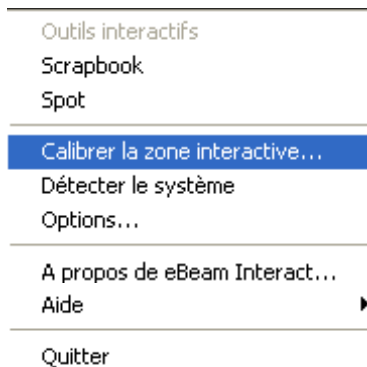 Outils interactifs
Scrapbook
Spot
Calibrer la zone interactive...
Détecter le système
Options...
A propos de eBeam Interact...
Aide
Quitter